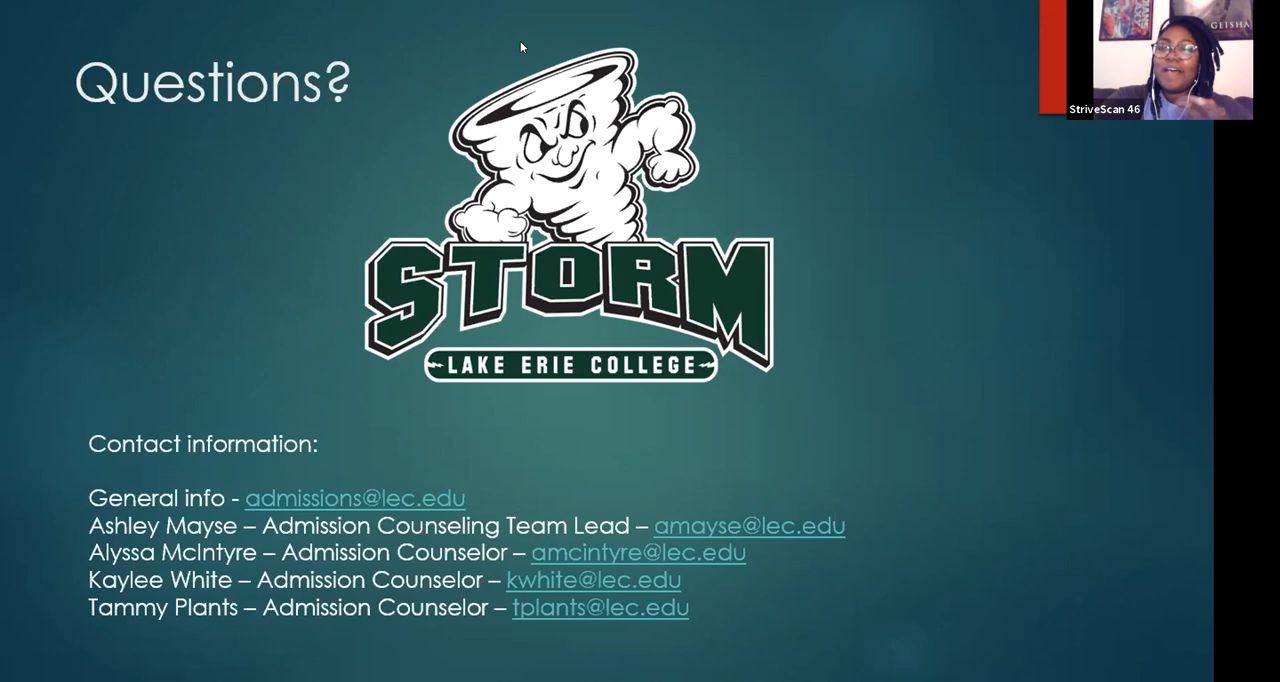 Questions?
GEISHA
StriveScan 46
STORM
LAKE ERIE COLLEGE
Contact information:
General info - admissions@lec.edu
Ashley Mayse – Admission Counseling Team Lead – amayse@lec.edu
Alyssa McIntyre – Admission Counselor – amcintyre@lec.edu
Kaylee White – Admission Counselor – kwhite@lec.edu
Tammy Plants – Admission Counselor – tplants@lec.edu